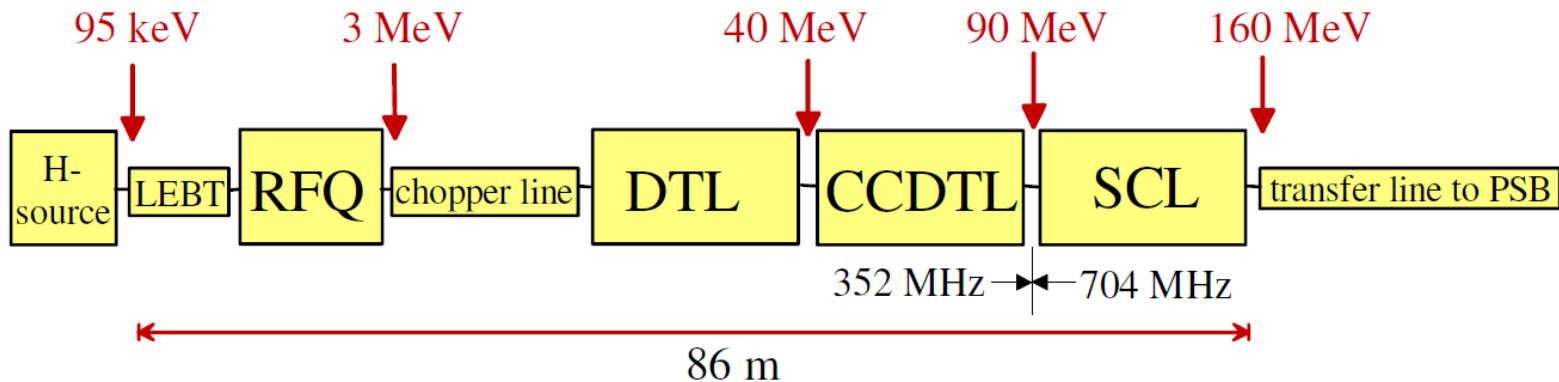 95 keV
3 MeV
40 MeV
90 MeV
160 MeV
H-
source
LEBT
RFQ
chopper line
DTL
CCDTL
SCL
transfer line to PSB
352 MHz
704 MHz
86 m